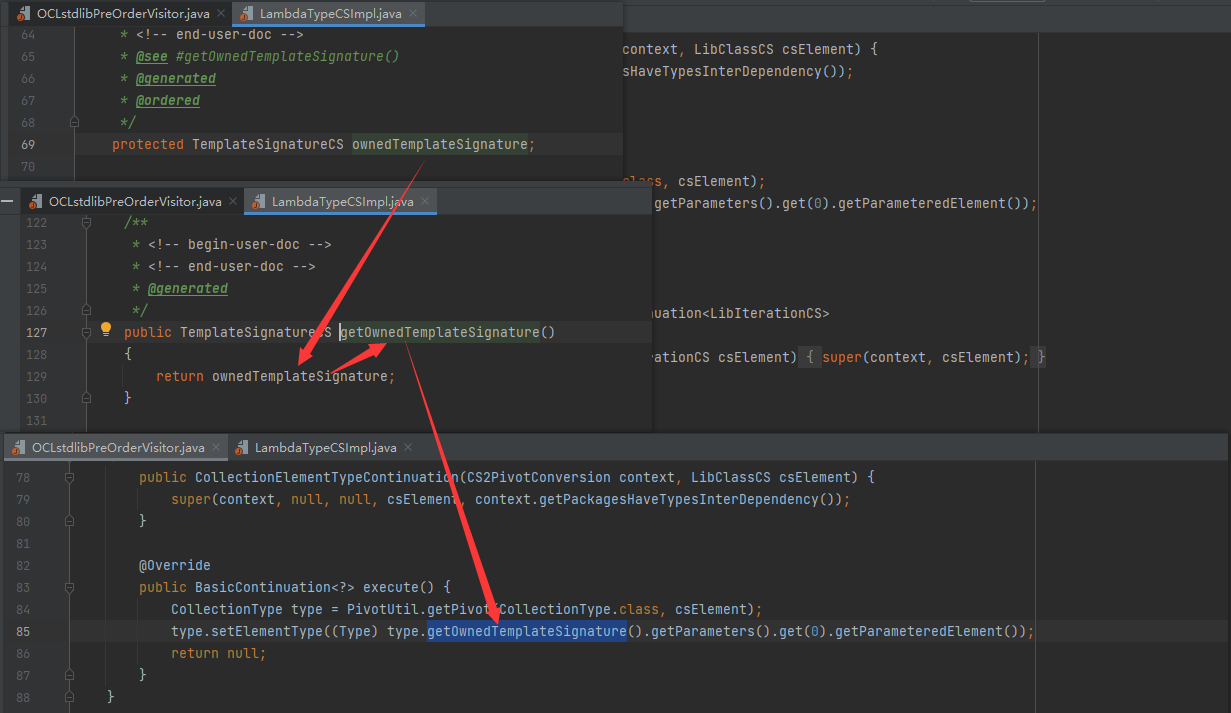 OCLstdlibPreOrderVisitor.java × LambdaTypeCSImpl.java ×
64 * <!-- end-user-doc -->
65 * @see #getOwnedTemplateSignature()
66 * @generated
67 * @ordered
68 */
69 protected TemplateSignatureCS ownedTemplateSignature;
70
context, LibClassCS csElement) {
sHaveTypesInterDependency());
class, csElement);
getParameters().get(0).getParameteredElement());
uation<LibIterationCS>
rationCS csElement) { super(context, csElement); }
OCLstdlibPreOrderVisitor.java × LambdaTypeCSImpl.java ×
122 /**
123 * <!-- begin-user-doc -->
124 * <!-- end-user-doc -->
125 * @generated
126 */
127 public TemplateSignatureCS getOwnedTemplateSignature()
128 {
129 return ownedTemplateSignature;
130 }
131
OCLstdlibPreOrderVisitor.java × LambdaTypeCSImpl.java ×
78 public CollectionElementTypeContinuation(CS2PivotConversion context, LibClassCS csElement) {
79 super(context, null, null, csElement, context.getPackagesHaveTypesInterDependency());
80 }
81
82 @Override
83 public BasicContinuation<?> execute() {
84 CollectionType type = PivotUtil.getPivot(CollectionType.class, csElement);
85 type.setElementType((Type) type.getOwnedTemplateSignature().getParameters().get(0).getParameteredElement());
86 return null;
87 }
88 }